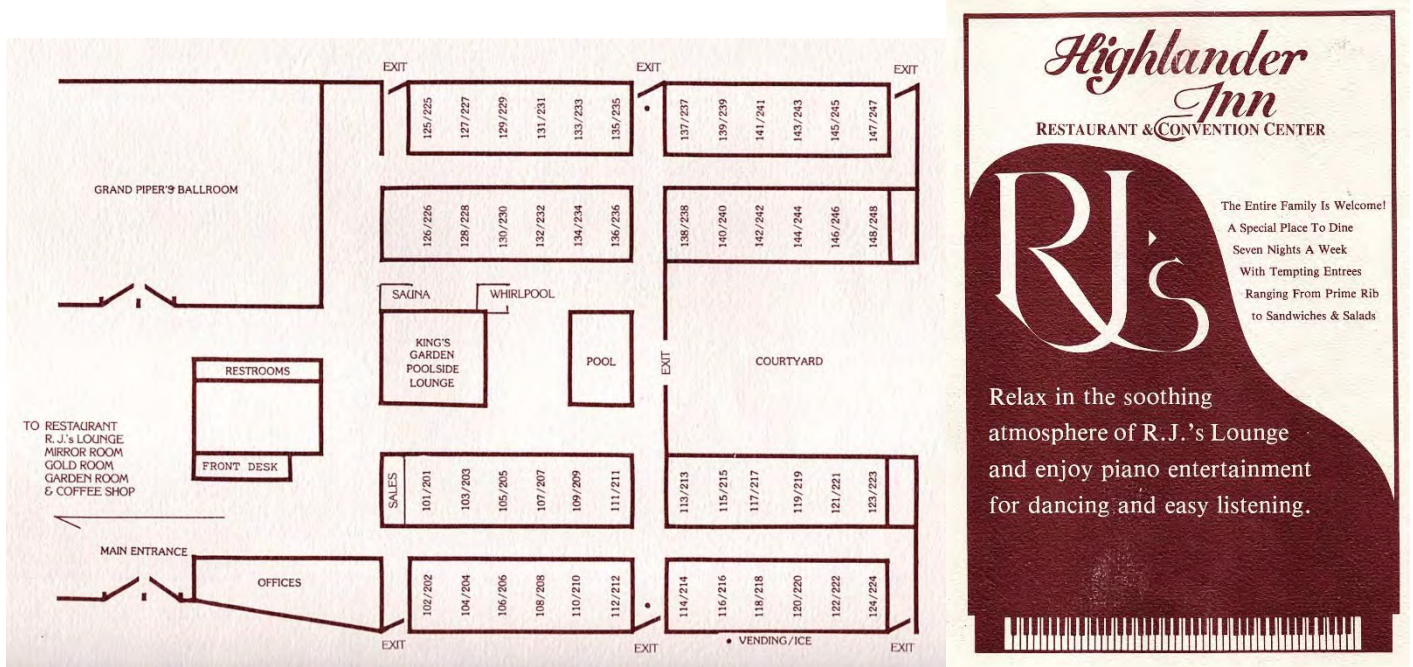 EXIT
EXIT
EXIT
125/225
127/227
129/229
131/231
133/233
135/235
137/237
139/239
141/241
143/243
145/245
147/247
GRAND PIPER'S BALLROOM
126/226
128/228
130/230
132/232
134/234
136/236
138/238
140/240
142/242
144/244
146/246
148/248
SAUNA
WHIRLPOOL
KING'S
GARDEN
POOLSIDE
LOUNGE
POOL
EXIT
COURTYARD
RESTROOMS
FRONT DESK
TO RESTAURANT
R. J.'s LOUNGE
MIRROR ROOM
GOLD ROOM
GARDEN ROOM
& COFFEE SHOP
SALES
101/201
103/203
105/205
107/207
109/209
111/211
113/213
115/215
117/217
119/219
121/221
123/223
MAIN ENTRANCE
OFFICES
102/202
104/204
106/206
108/208
110/210
112/212
114/214
116/216
118/218
120/220
122/222
124/224
EXIT
EXIT
• VENDING/ICE
EXIT
Highlander
Inn
RESTAURANT & CONVENTION CENTER
RJ's
The Entire Family Is Welcome!
A Special Place To Dine
Seven Nights A Week
With Tempting Entrees
Ranging From Prime Rib
to Sandwiches & Salads
Relax in the soothing
atmosphere of R.J.'s Lounge
and enjoy piano entertainment
for dancing and easy listening.